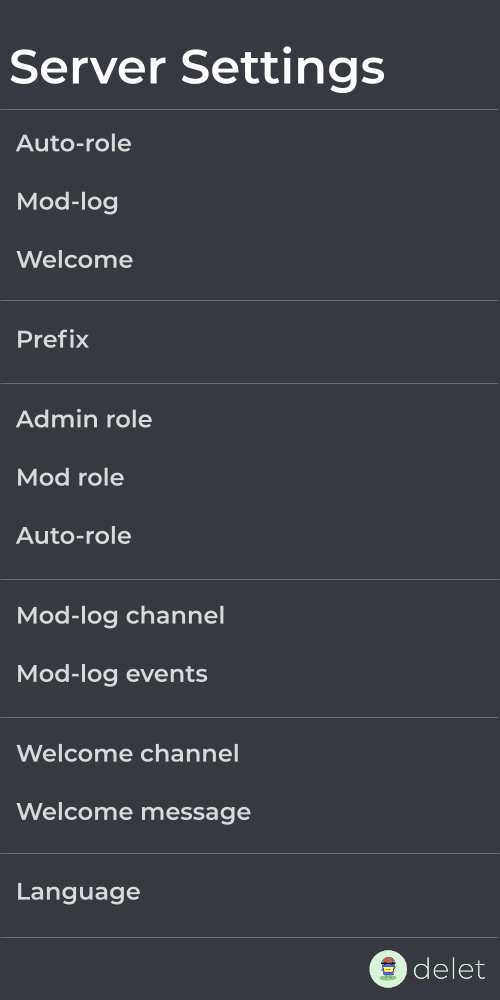 Server Settings
Auto-role
Mod-log
Welcome
Prefix
Admin role
Mod role
Auto-role
Mod-log channel
Mod-log events
Welcome channel
Welcome message
Language
delet